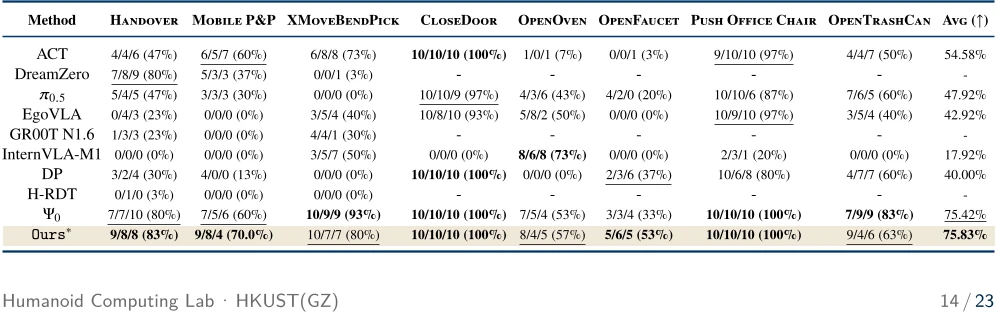 Method Handover Mobile P&P XMoveBendPick CloseDoor OpenOven OpenFaucet Push Office Chair OpenTrashCan Avg (↑)
ACT 4/4/6 (47%) 6/5/7 (60%) 6/8/8 (73%) 10/10/10 (100%) 1/0/1 (7%) 0/0/1 (3%) 9/10/10 (97%) 4/4/7 (50%) 54.58%
DreamZero 7/8/9 (80%) 5/3/3 (37%) 0/0/1 (3%) - - - - - -
π0.5 5/4/5 (47%) 3/3/3 (30%) 0/0/0 (0%) 10/10/9 (97%) 4/3/6 (43%) 4/2/0 (20%) 10/10/6 (87%) 7/6/5 (60%) 47.92%
EgoVLA 0/4/3 (23%) 0/0/0 (0%) 3/5/4 (40%) 10/8/10 (93%) 5/8/2 (50%) 0/0/0 (0%) 10/9/10 (97%) 3/5/4 (40%) 42.92%
GR00T N1.6 1/3/3 (23%) 0/0/0 (0%) 4/4/1 (30%) - - - - - -
InternVLA-M1 0/0/0 (0%) 0/0/0 (0%) 3/5/7 (50%) 0/0/0 (0%) 8/6/8 (73%) 0/0/0 (0%) 2/3/1 (20%) 0/0/0 (0%) 17.92%
DP 3/2/4 (30%) 4/0/0 (13%) 0/0/0 (0%) 10/10/10 (100%) 0/0/0 (0%) 2/3/6 (37%) 10/6/8 (80%) 4/7/7 (60%) 40.00%
H-RDT 0/1/0 (3%) 0/0/0 (0%) 0/0/0 (0%) - - - - - -
Ψ0 7/7/10 (80%) 7/5/6 (60%) 10/9/9 (93%) 10/10/10 (100%) 7/5/4 (53%) 3/3/4 (33%) 10/10/10 (100%) 7/9/9 (83%) 75.42%
Ours* 9/8/8 (83%) 9/8/4 (70.0%) 10/7/7 (80%) 10/10/10 (100%) 8/4/5 (57%) 5/6/5 (53%) 10/10/10 (100%) 9/4/6 (63%) 75.83%
Humanoid Computing Lab · HKUST(GZ) 14 / 23